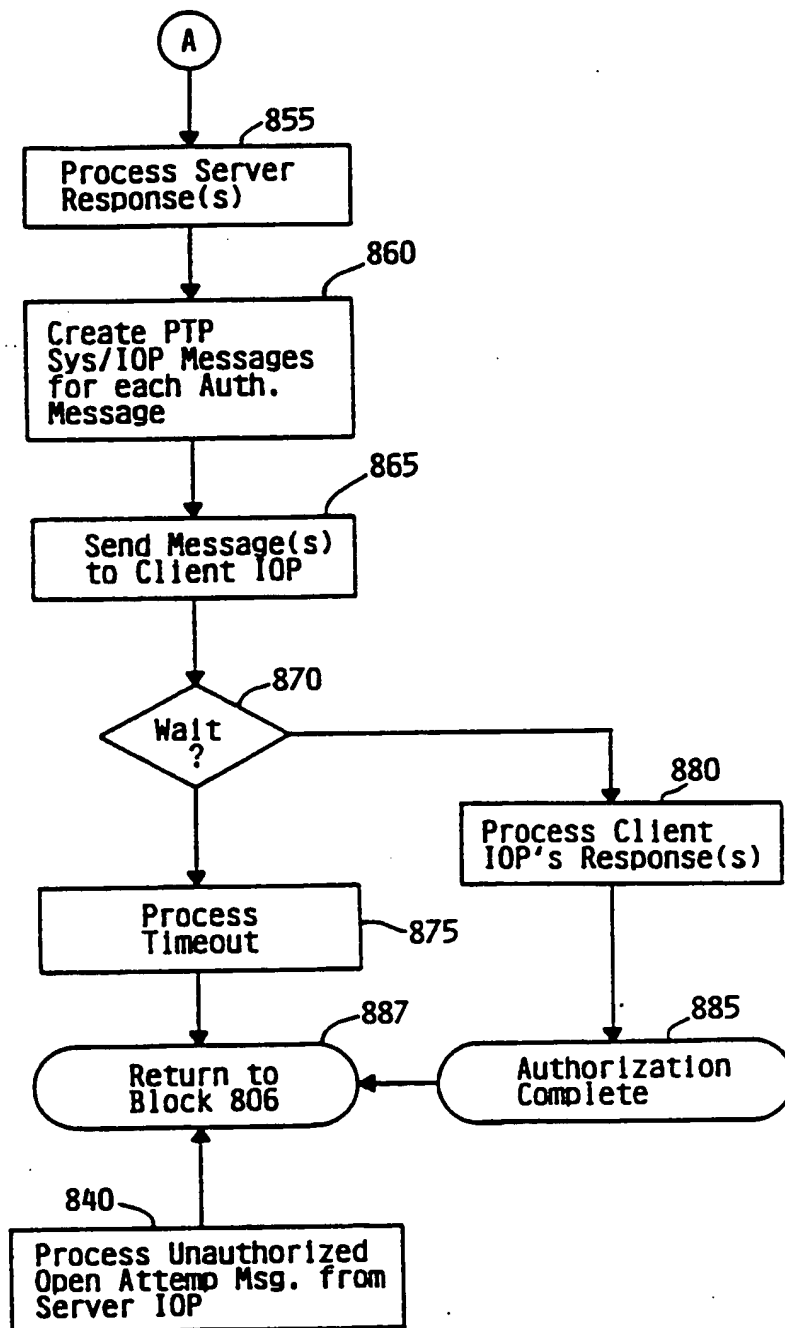 A
855
Process Server
Response(s)
860
Create PTP
Sys/IOP Messages
for each Auth.
Message
865
Send Message(s)
to Client IOP
870
Wait
?
880
Process Client
IOP's Response(s)
Process
Timeout
875
887
Return to
Block 806
885
Authorization
Complete
840
Process Unauthorized
Open Attemp Msg. from
Server IOP